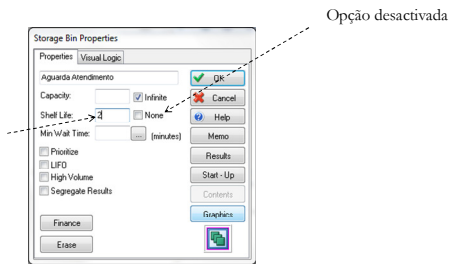 Opção desactivada
Storage Bin Properties
Properties Visual Logic
Aguarda Atendimento
OK
Capacity: Infinite
Cancel
Shell Life: 2 None
Help
Min Wait Time: ... (minutes)
Memo
Prioritize
Results
LIFO
High Volume
Start - Up
Segregate Results
Contents
Graphics
Finance
Erase